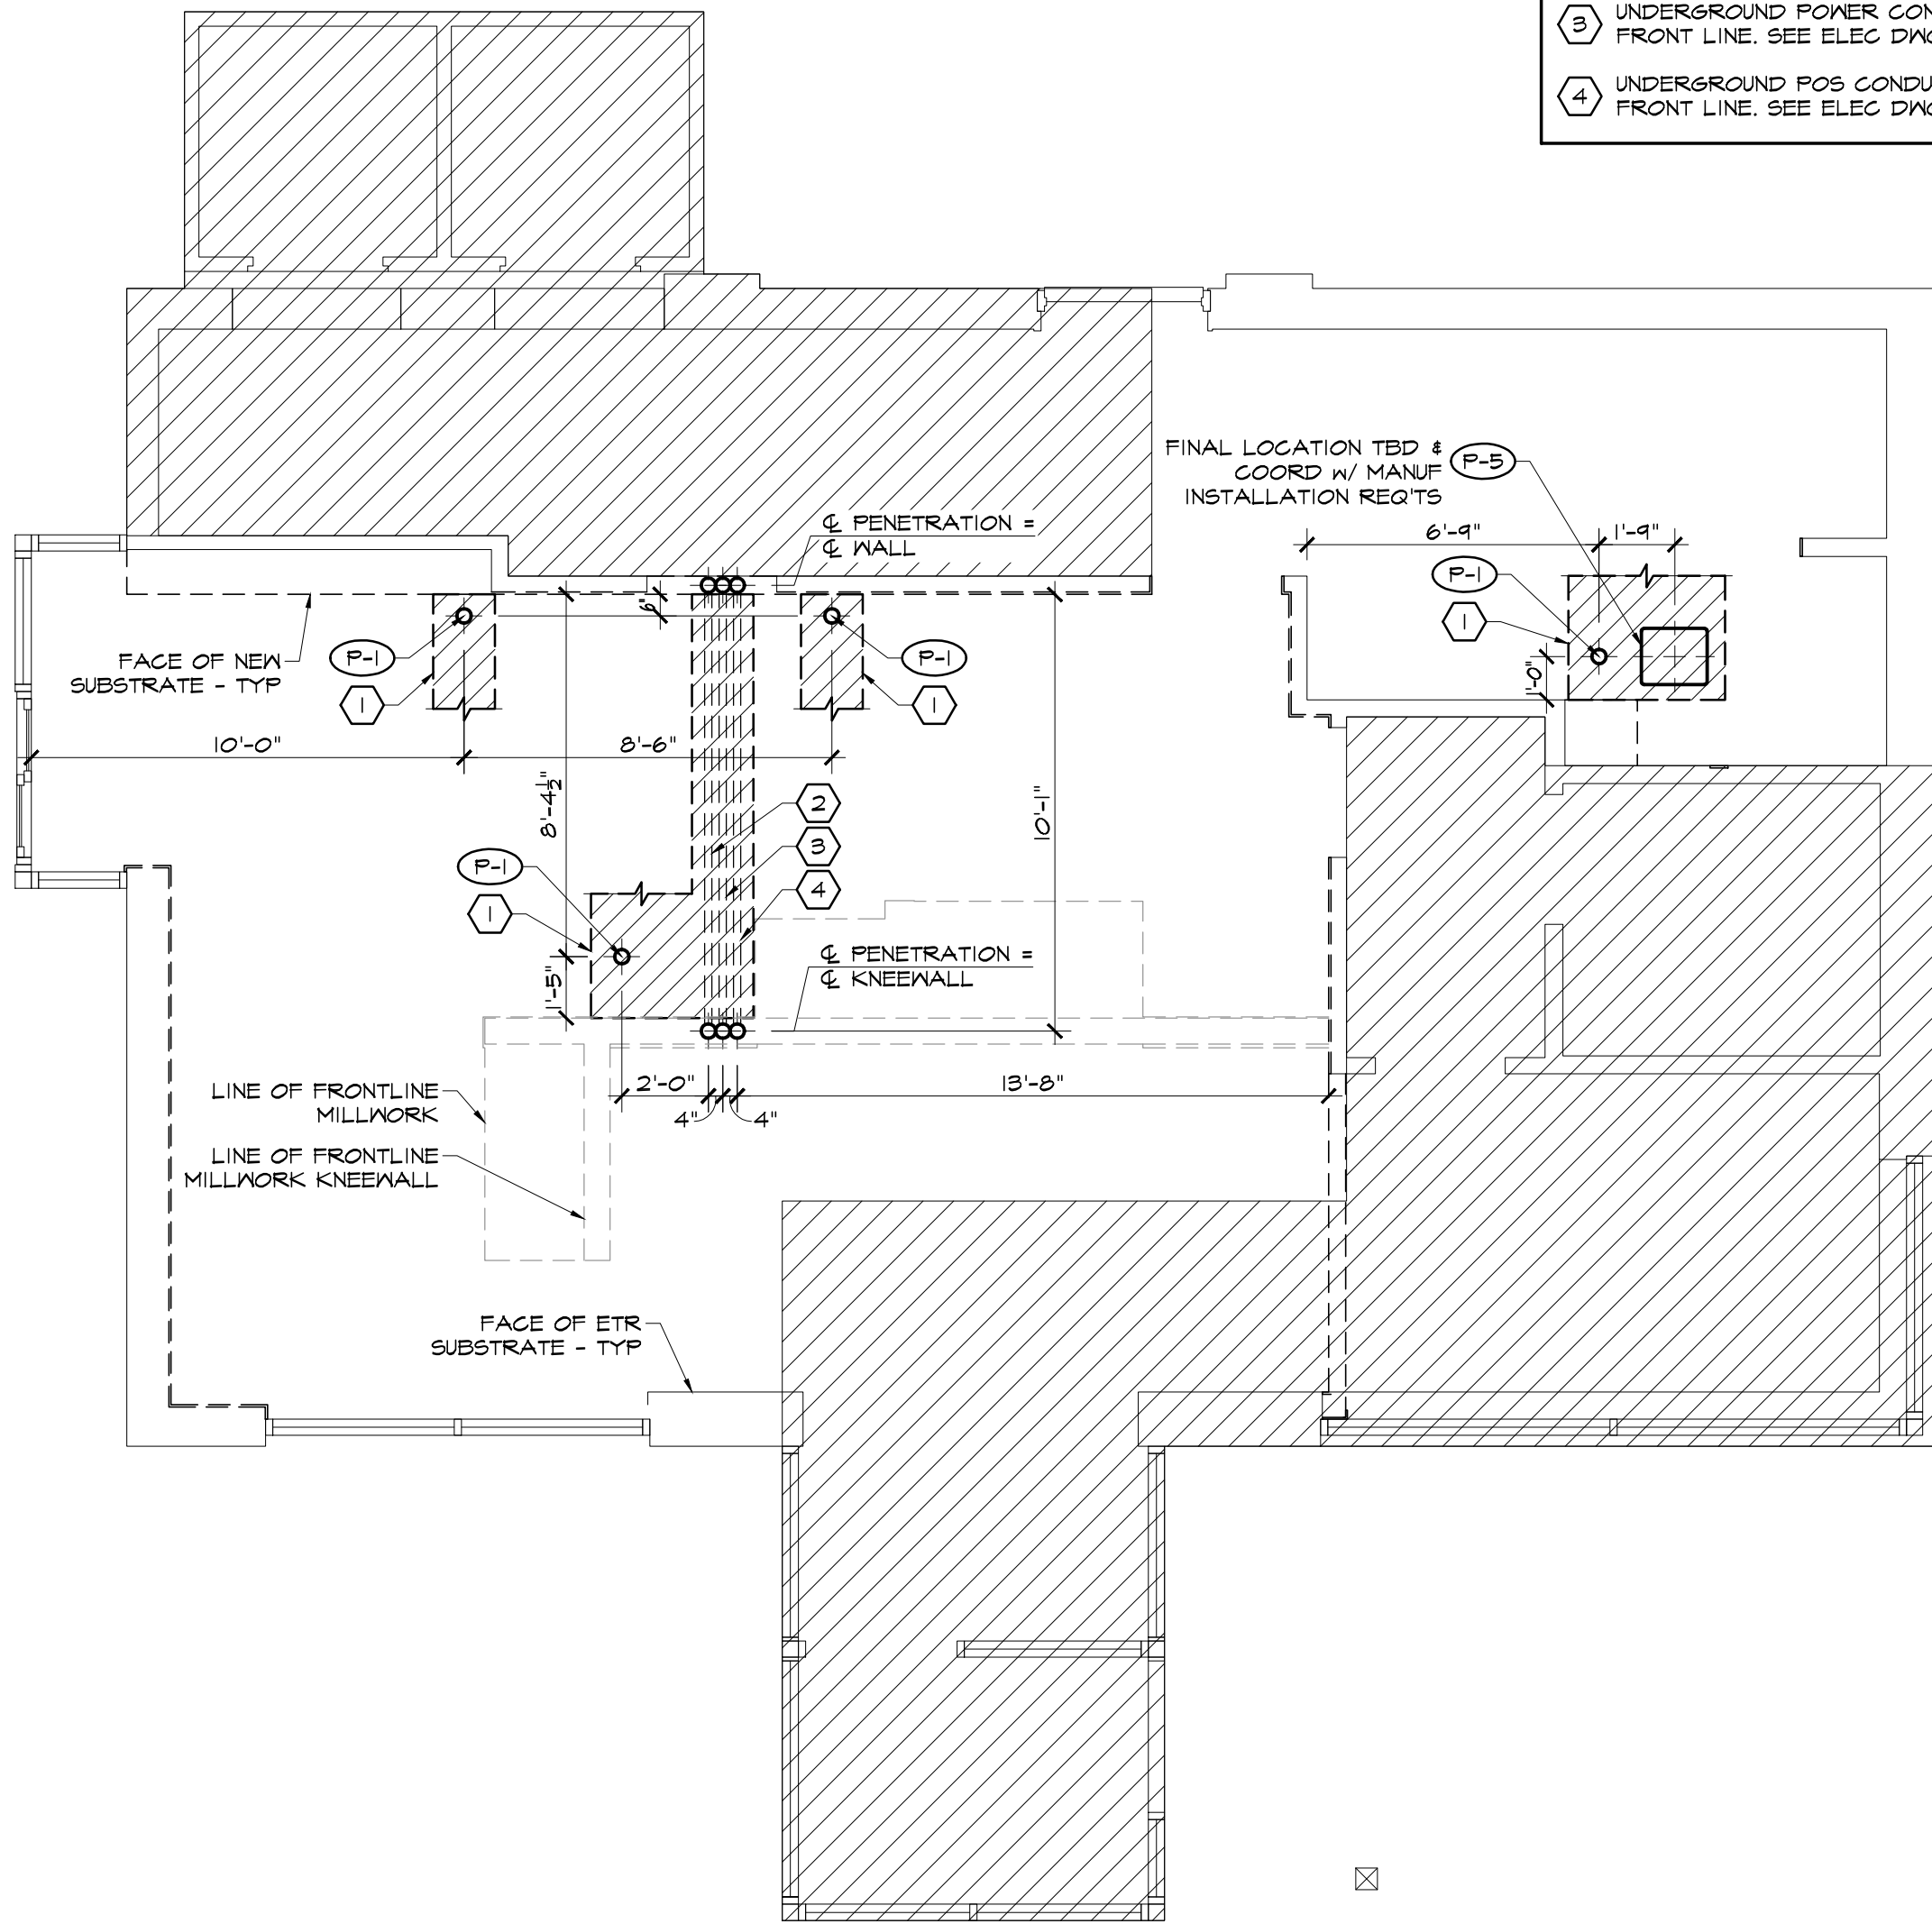 3
UNDERGROUND POWER
FRONT LINE. SEE ELEC
4
UNDERGROUND POS
FRONT LINE. SEE ELEC
FINAL LOCATION TBD &
COORD W/ MANUF
INSTALLATION REQ'TS
P-5
℄ PENETRATION =
℄ WALL
6'-9"
1'-9"
P-1
1
1'-0"
6"
FACE OF NEW
SUBSTRATE - TYP
P-1
1
P-1
1
10'-0"
8'-6"
8'-4½"
10'-1"
2
3
4
P-1
1
1'-5"
℄ PENETRATION =
℄ KNEEWALL
2'-0"
13'-8"
4"
4"
LINE OF FRONTLINE
MILLWORK
LINE OF FRONTLINE
MILLWORK KNEEWALL
FACE OF ETR
SUBSTRATE - TYP